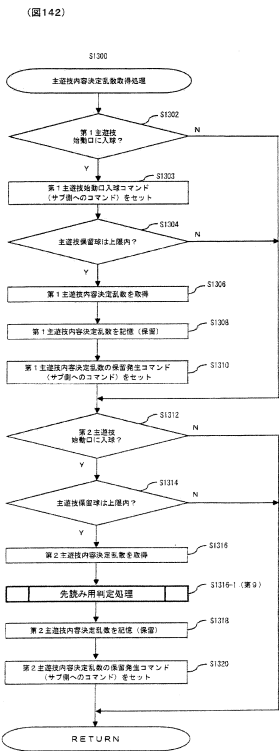 (図142)
S1300
主遊技内容決定乱数取得処理
S1302
第1主遊技
始動口に入球?
N
Y
S1303
第1主遊技始動口入球コマンド
(サブ側へのコマンド)をセット
S1304
主遊技保留球は上限内?
N
Y
S1306
第1主遊技内容決定乱数を取得
S1308
第1主遊技内容決定乱数を記憶(保留)
S1310
第1主遊技内容決定乱数の保留発生コマンド
(サブ側へのコマンド)をセット
S1312
第2主遊技
始動口に入球?
N
Y
S1314
主遊技保留球は上限内?
N
Y
S1316
第2主遊技内容決定乱数を取得
S1316-1(第9)
先読み用判定処理
S1318
第2主遊技内容決定乱数を記憶(保留)
S1320
第2主遊技内容決定乱数の保留発生コマンド
(サブ側へのコマンド)をセット
RETURN